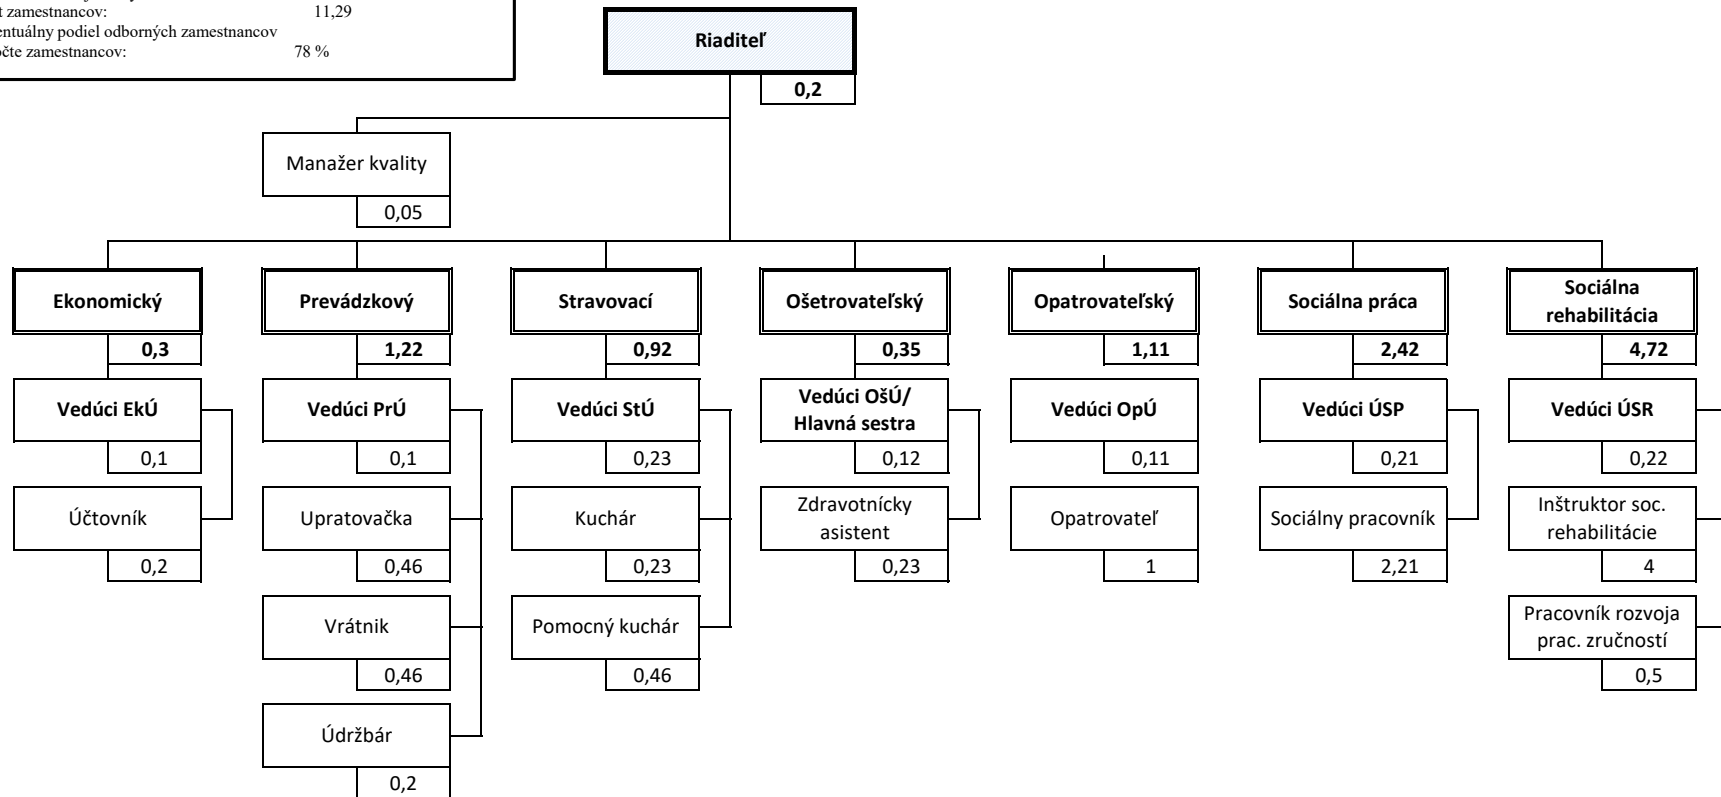 zamestnancov: 11,29
podiel odborných zamestnancov
zamestnancov: 78 %
Riaditeľ
0,2
Manažer kvality
0,05
Ekonomický
0,3
Vedúci EkÚ
0,1
Účtovník
0,2
Prevádzkový
1,22
Vedúci PrÚ
0,1
Upratovačka
0,46
Vrátnik
0,46
Údržbár
0,2
Stravovací
0,92
Vedúci StÚ
0,23
Kuchár
0,23
Pomocný kuchár
0,46
Ošetrovateľský
0,35
Vedúci OšÚ/
Hlavná sestra
0,12
Zdravotnícky
asistent
0,23
Opatrovateľský
1,11
Vedúci OpÚ
0,11
Opatrovateľ
1
Sociálna práca
2,42
Vedúci ÚSP
0,21
Sociálny pracovník
2,21
Sociálna
rehabilitácia
4,72
Vedúci ÚSR
0,22
Inštruktor soc.
rehabilitácie
4
Pracovník rozvoja
prac. zručností
0,5